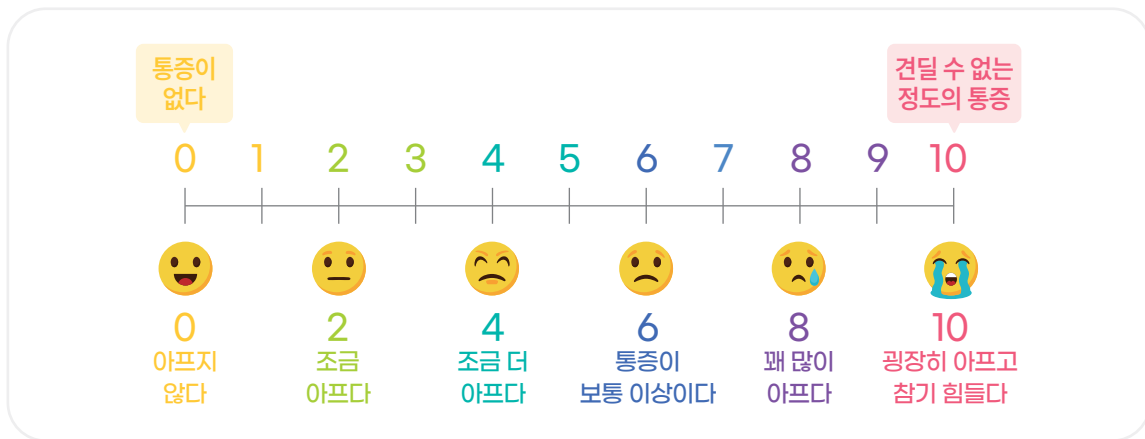 통증이
없다
견딜 수 없는
정도의 통증
0 1 2 3 4 5 6 7 8 9 10
0
아프지
않다
2
조금
아프다
4
조금 더
아프다
6
통증이
보통 이상이다
8
꽤 많이
아프다
10
굉장히 아프고
참기 힘들다